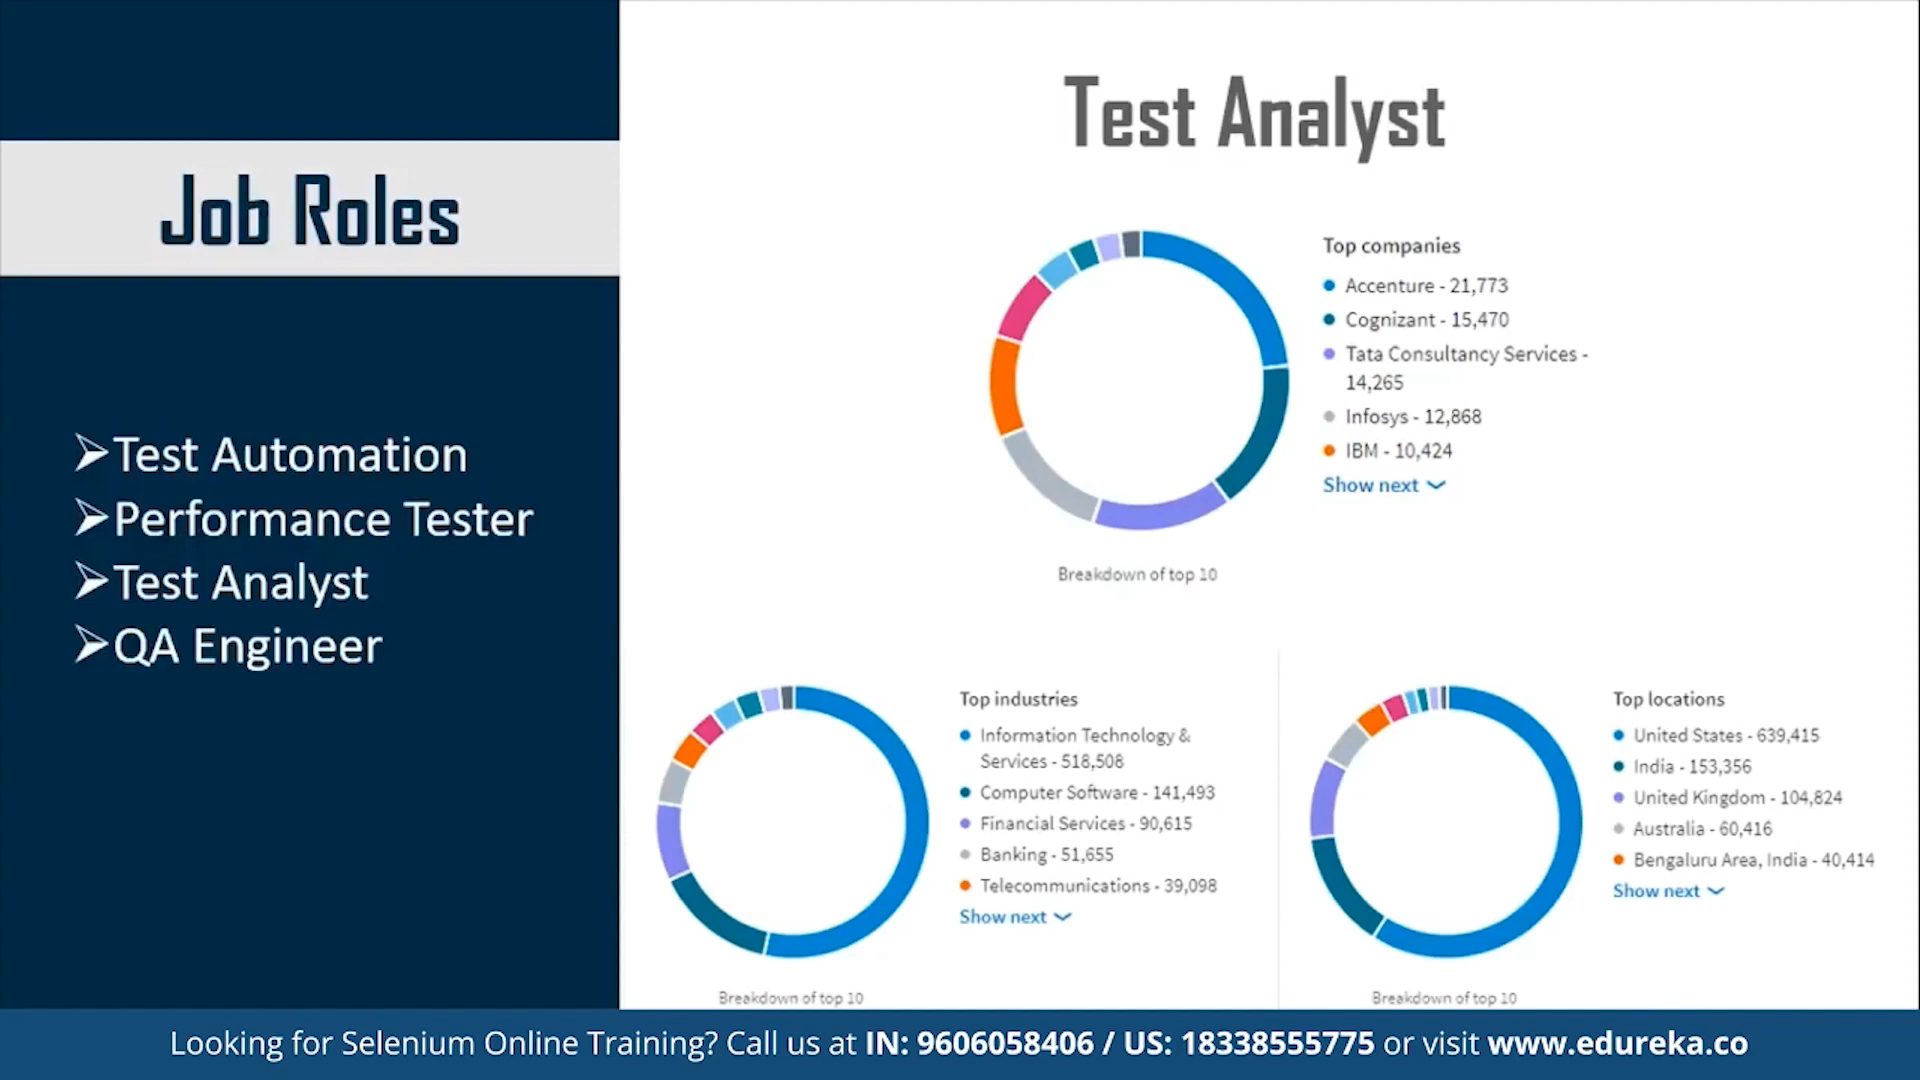 Job Roles
➢Test Automation
➢Performance Tester
➢Test Analyst
➢QA Engineer
Test Analyst
Top companies
Accenture - 21,773
Cognizant - 15,470
Tata Consultancy Services -
14,265
Infosys - 12,868
IBM - 10,424
Show next
Breakdown of top 10
Top industries
Information Technology &
Services - 518,508
Computer Software - 141,493
Financial Services - 90,615
Banking - 51,655
Telecommunications - 39,098
Show next
Breakdown of top 10
Top locations
United States - 639,415
India - 153,356
United Kingdom - 104,824
Australia - 60,416
Bengaluru Area, India - 40,414
Show next
Breakdown of top 10
Looking for Selenium Online Training? Call us at IN: 9606058406 / US: 18338555775 or visit www.edureka.co